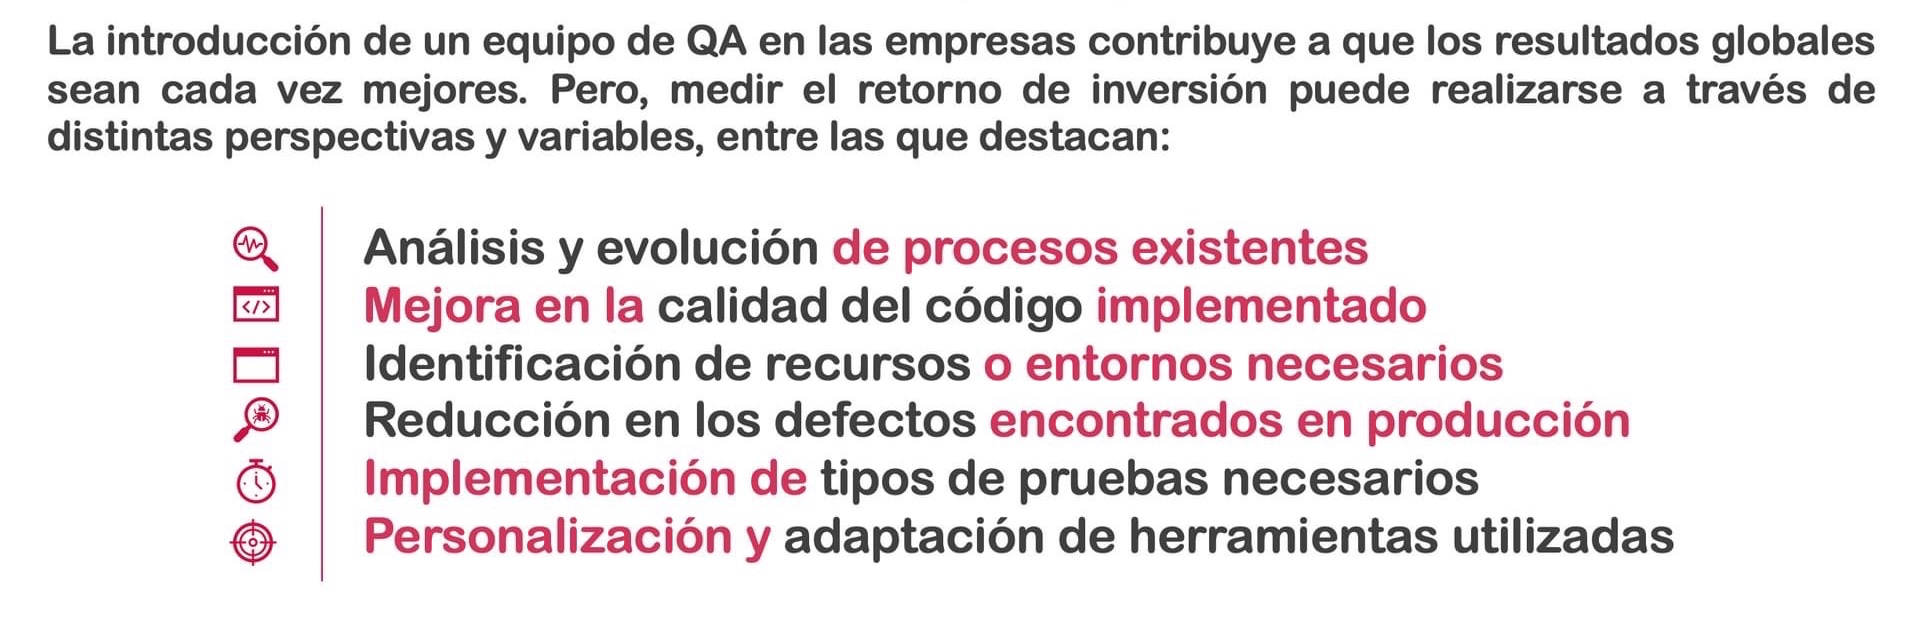 La introducción de un equipo de QA en las empresas contribuye a que los resultados globales
sean cada vez mejores. Pero, medir el retorno de inversión puede realizarse a través de
distintas perspectivas y variables, entre las que destacan:
Análisis y evolución de procesos existentes
</> Mejora en la calidad del código implementado
Identificación de recursos o entornos necesarios
Reducción en los defectos encontrados en producción
Implementación de tipos de pruebas necesarios
Personalización y adaptación de herramientas utilizadas